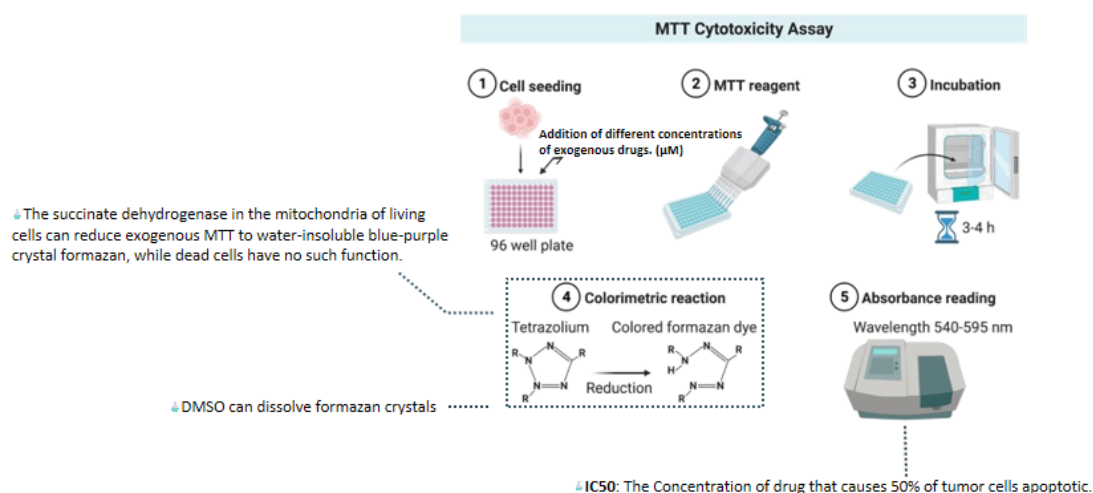 MTT Cytotoxicity Assay
1 Cell seeding
2 MTT reagent
3 Incubation
Addition of different concentrations
of exogenous drugs. (μM)
96 well plate
3-4 h
The succinate dehydrogenase in the mitochondria of living
cells can reduce exogenous MTT to water-insoluble blue-purple
crystal formazan, while dead cells have no such function.
4 Colorimetric reaction
Tetrazolium
Colored formazan dye
R N N R
N N
R
Reduction
R N N R
H
N N
R
5 Absorbance reading
Wavelength 540-595 nm
DMSO can dissolve formazan crystals
IC50: The Concentration of drug that causes 50% of tumor cells apoptotic.